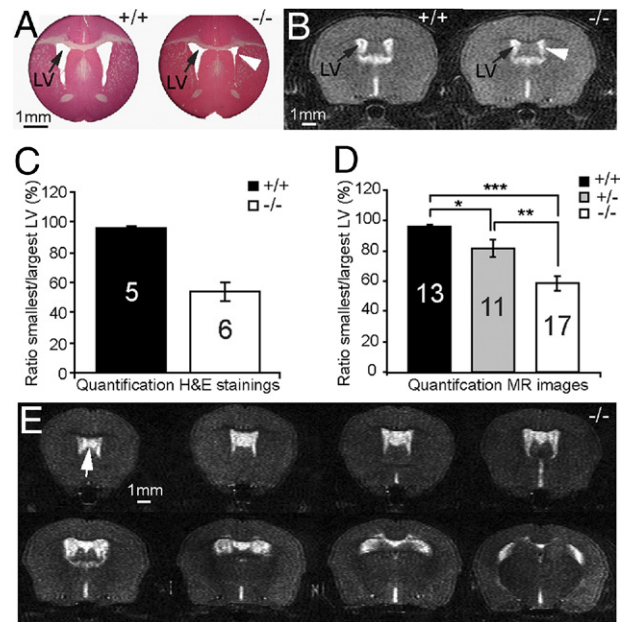 A
+/+
-/-
LV
LV
1mm
B
+/+
-/-
LV
LV
1mm
C
+/+
-/-
Ratio smallest/largest LV (%)
120
100
80
60
40
20
0
5
6
Quantification H&E stainings
D
+/+
+/-
-/-
Ratio smallest/largest LV (%)
120
100
80
60
40
20
0
***
*
**
13
11
17
Quantifcation MR images
E
-/-
1mm